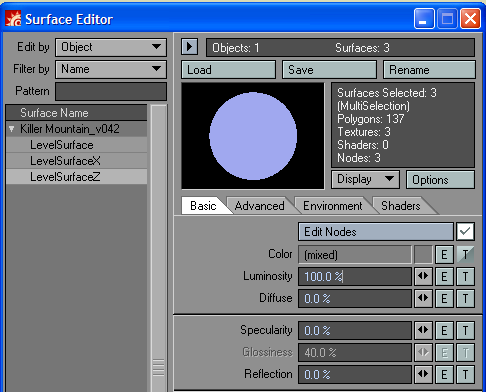 Surface Editor
Edit by Object
Filter by Name
Pattern
Surface Name
Killer Mountain_v042
LevelSurface
LevelSurfaceX
LevelSurfaceZ
Objects: 1 Surfaces: 3
Load Save Rename
Surfaces Selected: 3
(MultiSelection)
Polygons: 137
Textures: 3
Shaders: 0
Nodes: 3
Display Options
Basic Advanced Environment Shaders
Edit Nodes
Color (mixed) E T
Luminosity 100.0 % E T
Diffuse 0.0 % E T
Specularity 0.0 % E T
Glossiness 40.0 % E T
Reflection 0.0 % E T